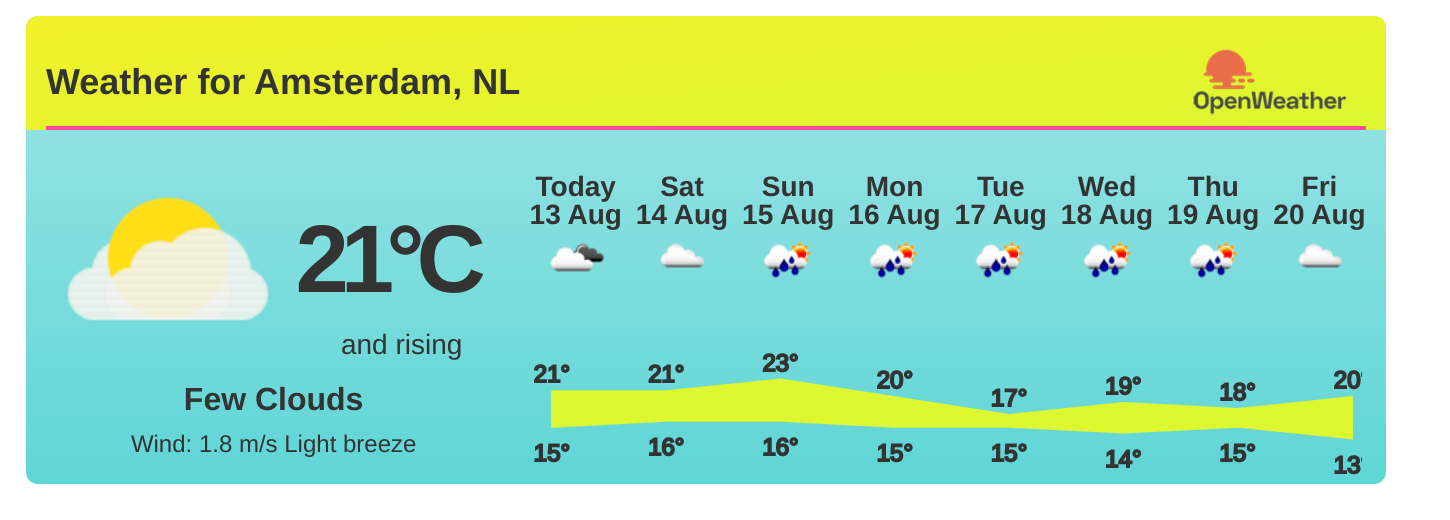 Weather for Amsterdam, NL
OpenWeather
21°C
and rising
Few Clouds
Wind: 1.8 m/s Light breeze
Today Sat Sun Mon Tue Wed Thu Fri
13 Aug 14 Aug 15 Aug 16 Aug 17 Aug 18 Aug 19 Aug 20 Aug
21° 21° 23° 20° 17° 19° 18° 20°
15° 16° 16° 15° 15° 14° 15° 13°